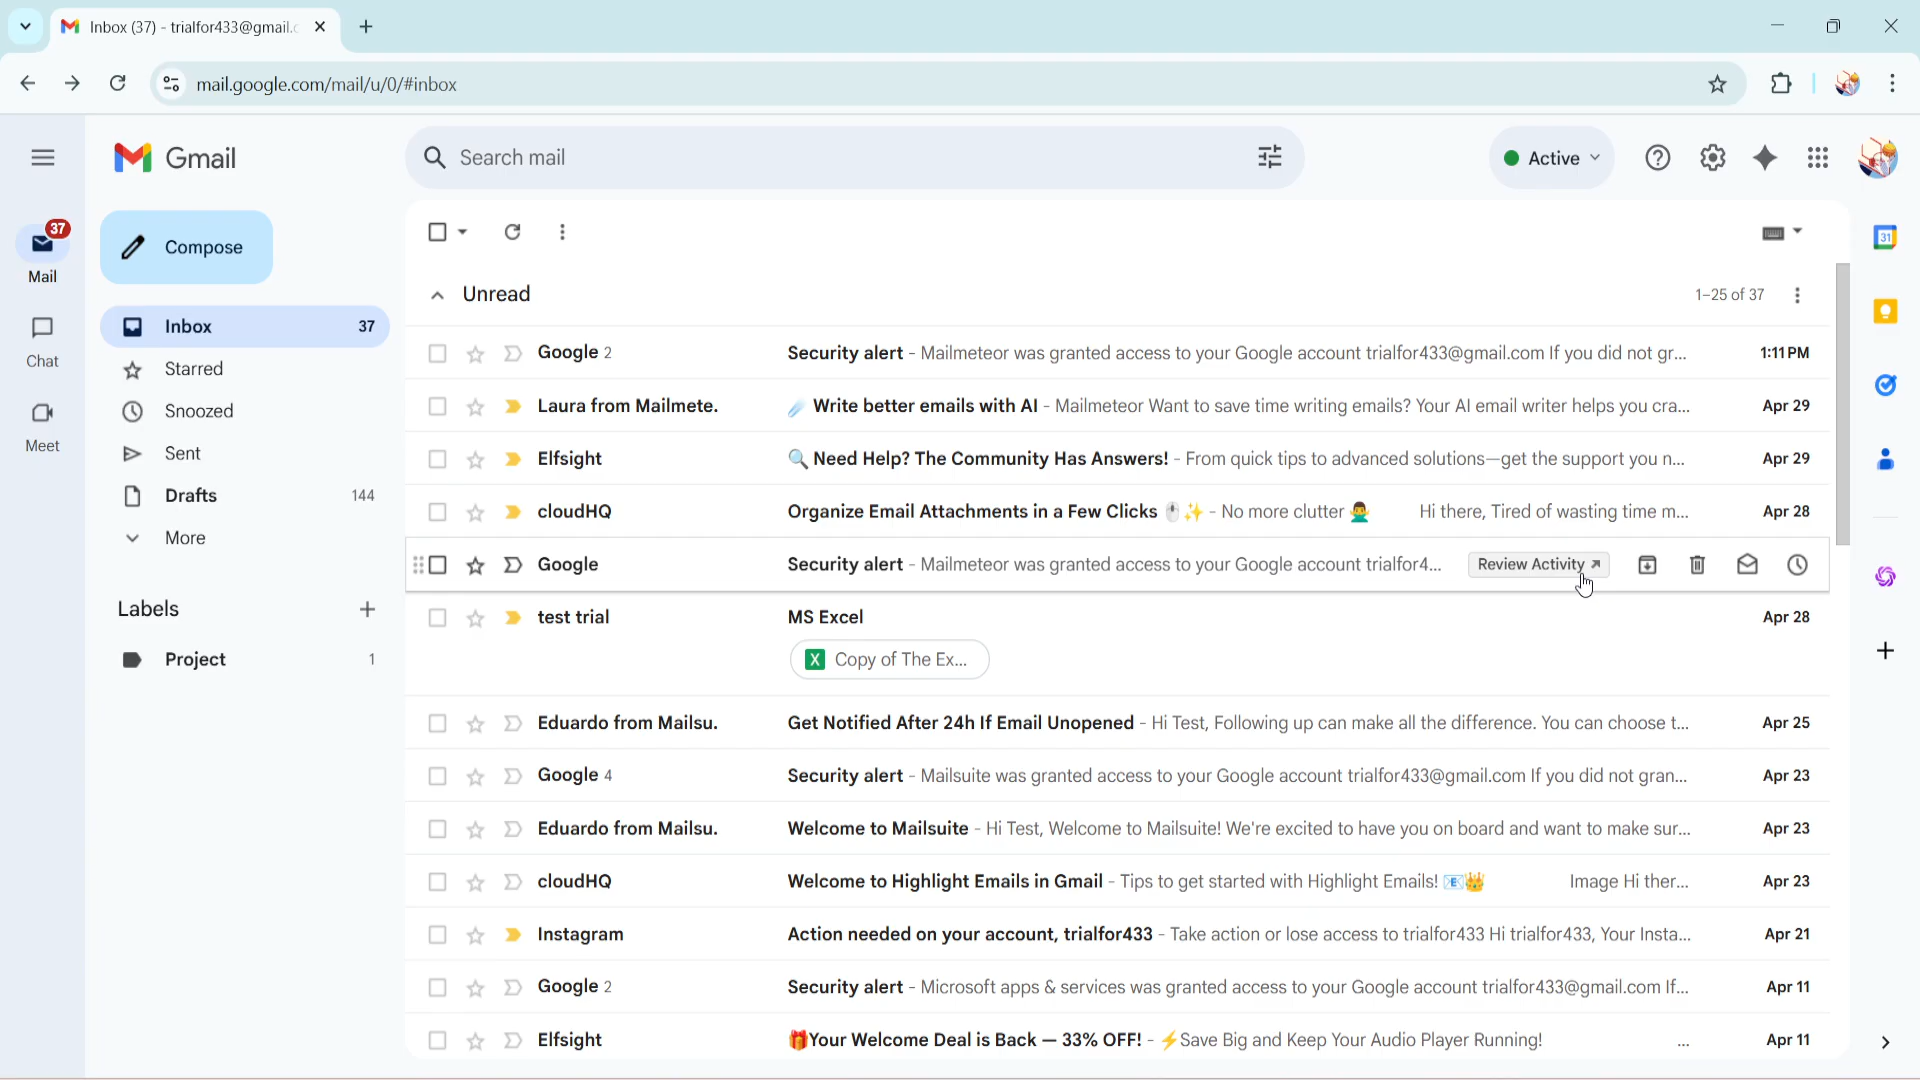 Inbox (37) - trialfor433@gmail.c
mail.google.com/mail/u/0/#inbox
Gmail
Search mail
Active
37
Mail
Chat
Meet
Compose
Inbox 37
Starred
Snoozed
Sent
Drafts 144
More
Labels
Project 1
Unread 1–25 of 37
Google 2 Security alert - Mailmeteor was granted access to your Google account trialfor433@gmail.com If you did not gr... 1:11 PM
Laura from Mailmete. ☄️ Write better emails with AI - Mailmeteor Want to save time writing emails? Your AI email writer helps you cra... Apr 29
Elfsight 🔍 Need Help? The Community Has Answers! - From quick tips to advanced solutions—get the support you n... Apr 29
cloudHQ Organize Email Attachments in a Few Clicks 🖱️✨ - No more clutter 🙅‍♂️ Hi there, Tired of wasting time m... Apr 28
Google Security alert - Mailmeteor was granted access to your Google account trialfor4... Review Activity
test trial MS Excel Apr 28
Copy of The Ex...
Eduardo from Mailsu. Get Notified After 24h If Email Unopened - Hi Test, Following up can make all the difference. You can choose t... Apr 25
Google 4 Security alert - Mailsuite was granted access to your Google account trialfor433@gmail.com If you did not gran... Apr 23
Eduardo from Mailsu. Welcome to Mailsuite - Hi Test, Welcome to Mailsuite! We're excited to have you on board and want to make sur... Apr 23
cloudHQ Welcome to Highlight Emails in Gmail - Tips to get started with Highlight Emails! 📧👑 Image Hi ther... Apr 23
Instagram Action needed on your account, trialfor433 - Take action or lose access to trialfor433 Hi trialfor433, Your Insta... Apr 21
Google 2 Security alert - Microsoft apps & services was granted access to your Google account trialfor433@gmail.com If... Apr 11
Elfsight 🎁Your Welcome Deal is Back — 33% OFF! - ⚡Save Big and Keep Your Audio Player Running! ... Apr 11
31